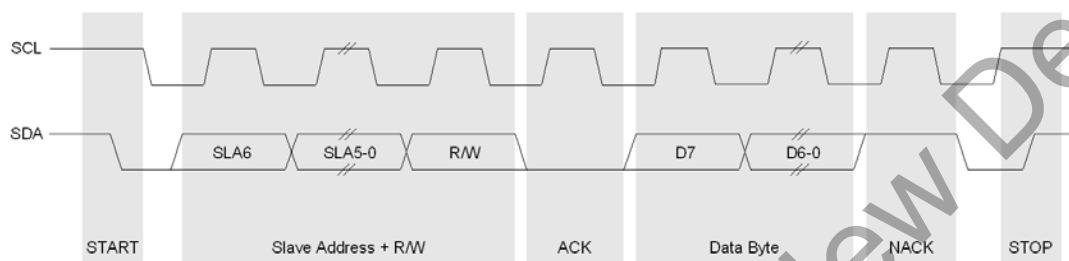 SCL
SDA
SLA6 SLA5-0 R/W D7 D6-0
START Slave Address + R/W ACK Data Byte NACK STOP